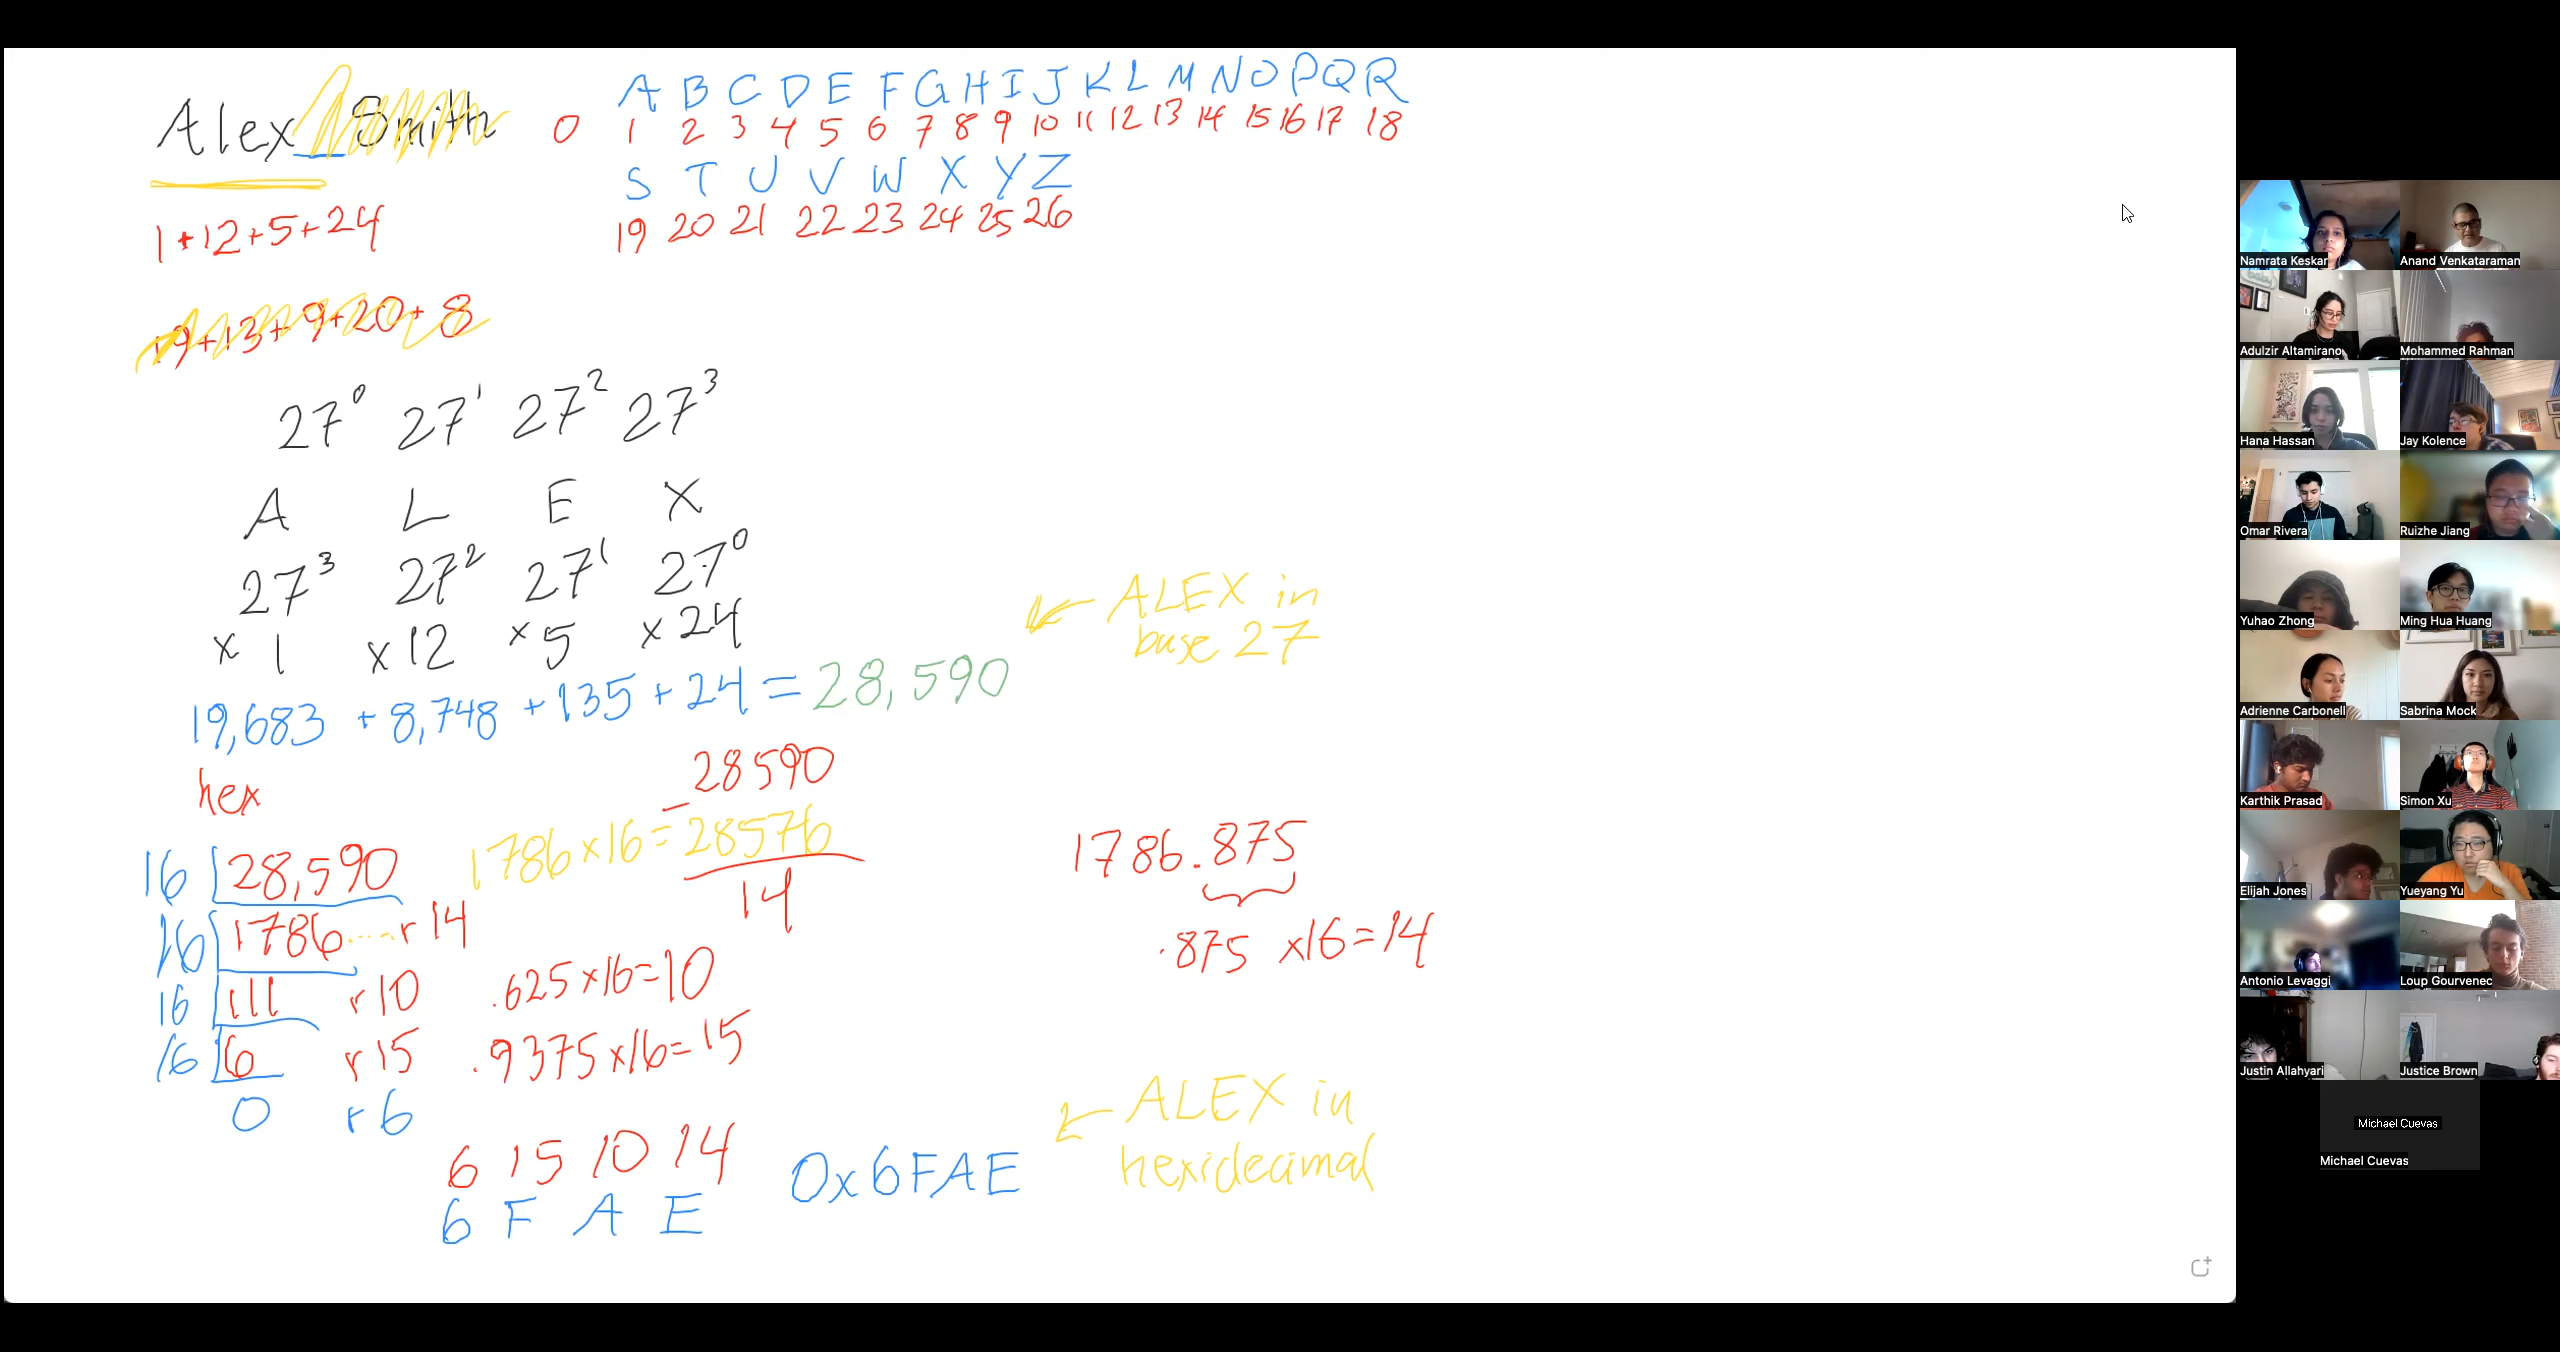 Alex Smith
0 A B C D E F G H I J K L M N O P Q R
1 2 3 4 5 6 7 8 9 10 11 12 13 14 15 16 17 18
S T U V W X Y Z
19 20 21 22 23 24 25 26
1+12+5+24
19+13+9+20+8
27⁰ 27¹ 27² 27³
A L E X
27³ 27² 27¹ 27⁰
x 1 x 12 x 5 x 24
← ALEX in
base 27
19,683 + 8,748 + 135 + 24 = 28,590
hex
28590
1786x16= - 28576
14
16 28,590
16 1786 .... r 14
16 111 r 10
16 6 r 15
0 r 6
.625 x16=10
.9375 x16=15
1786.875
.875 x16=14
6 15 10 14
6 F A E
0x6FAE
← ALEX in
hexidecimal
Namrata Keskar
Anand Venkataraman
Adulzir Altamirano
Mohammed Rahman
Hana Hassan
Jay Kolence
Omar Rivera
Ruizhe Jiang
Yuhao Zhong
Ming Hua Huang
Adrienne Carbonell
Sabrina Mock
Karthik Prasad
Simon Xu
Elijah Jones
Yueyang Yu
Antonio Levaggi
Loup Gourvenec
Justin Allahyari
Justice Brown
Michael Cuevas
Michael Cuevas